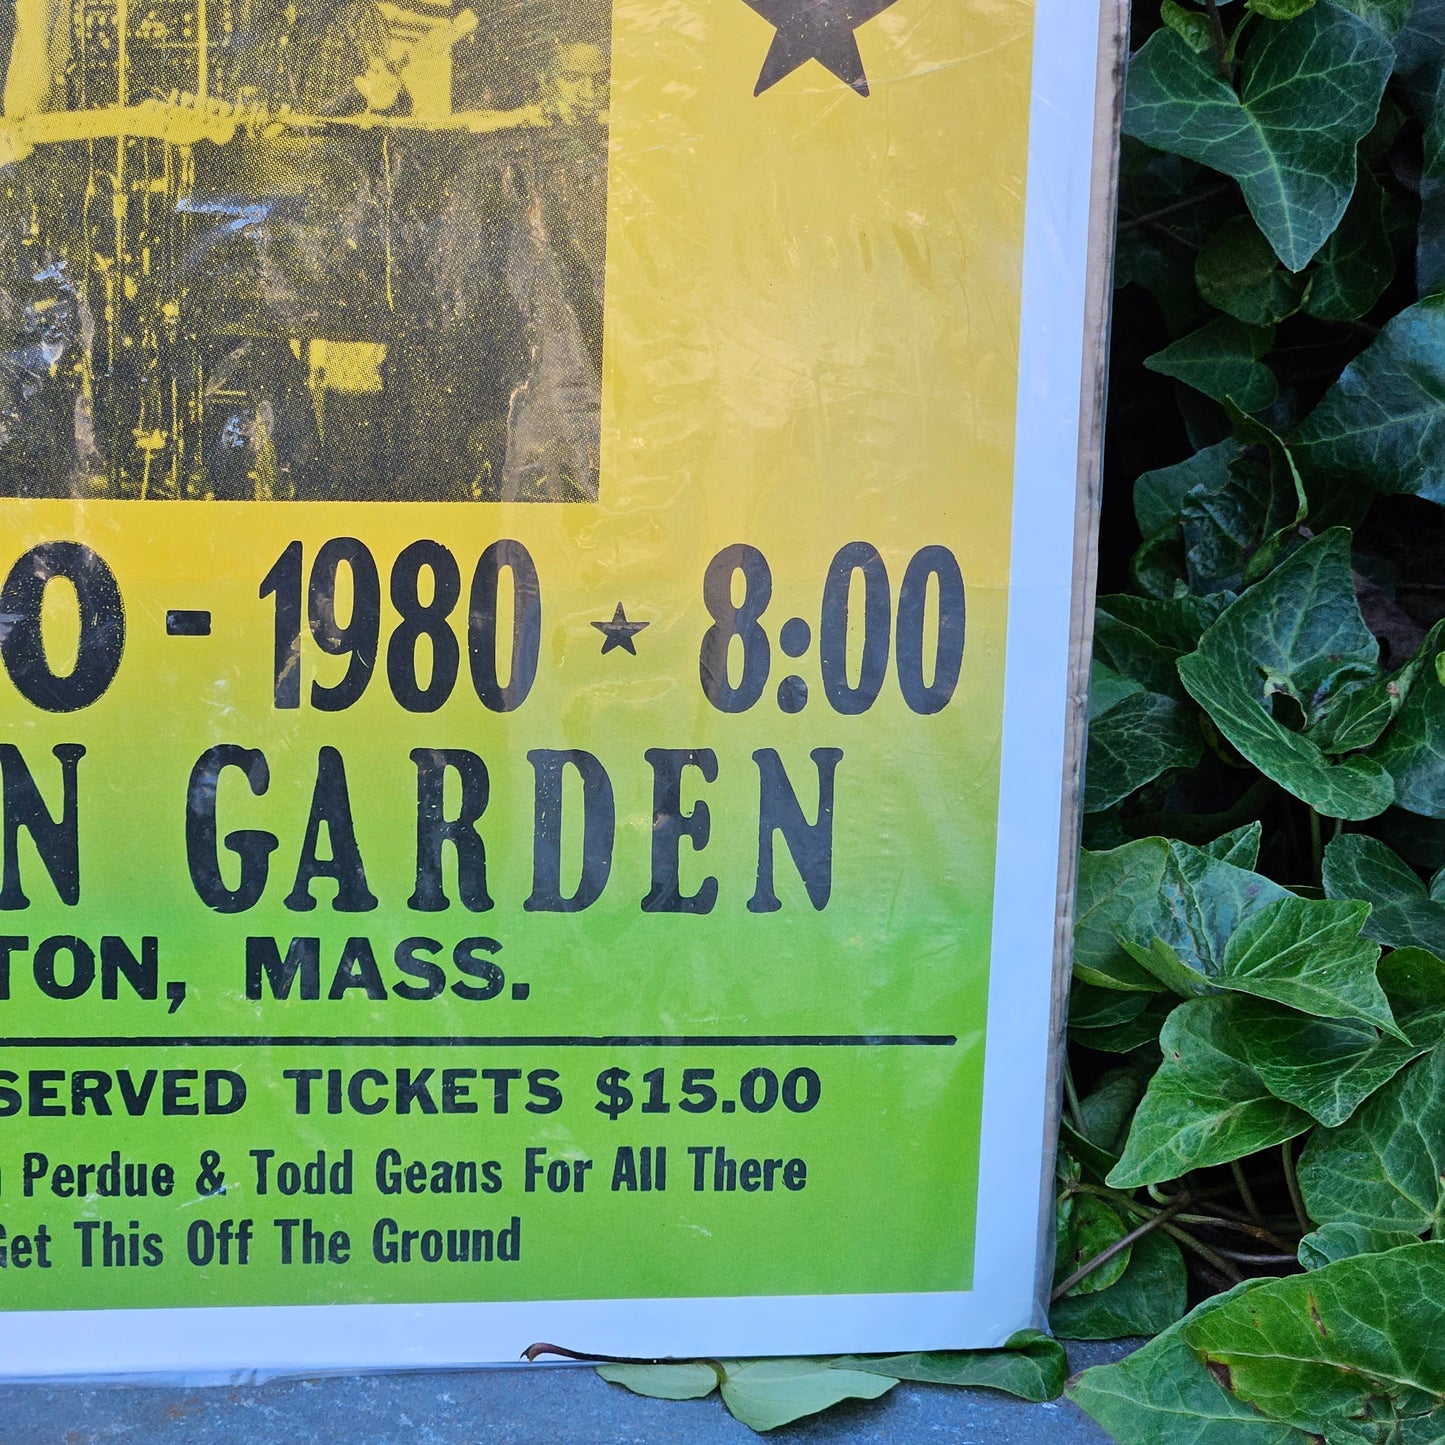 0 - 1980 ★ 8:00
N GARDEN
TON, MASS.
SERVED TICKETS $15.00
Perdue & Todd Geans For All There
Get This Off The Ground